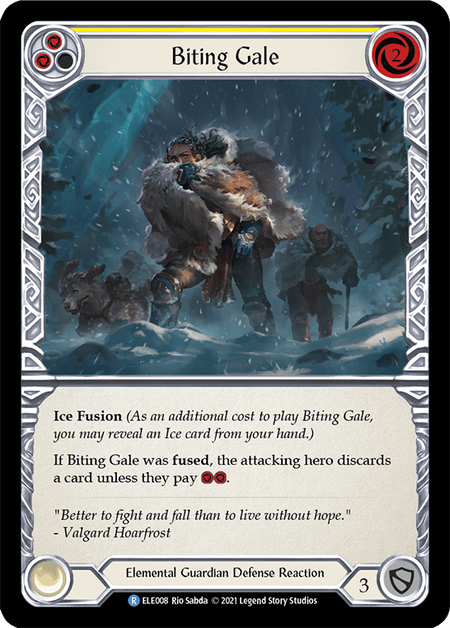 Biting Gale
2
Ice Fusion (As an additional cost to play Biting Gale,
you may reveal an Ice card from your hand.)
If Biting Gale was fused, the attacking hero discards
a card unless they pay
.
"Better to fight and fall than to live without hope."
- Valgard Hoarfrost
Elemental Guardian Defense Reaction
3
R ELE008 Rio Sabda © 2021 Legend Story Studios